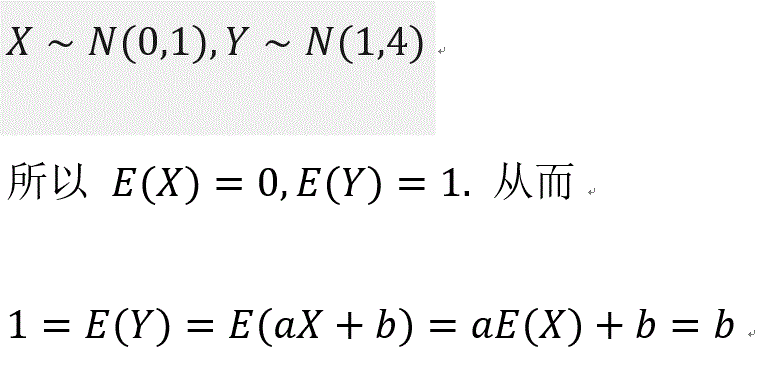 X ~ N(0,1), Y ~ N(1,4)
所以 E(X) = 0, E(Y) = 1. 从而
1 = E(Y) = E(aX + b) = aE(X) + b = b